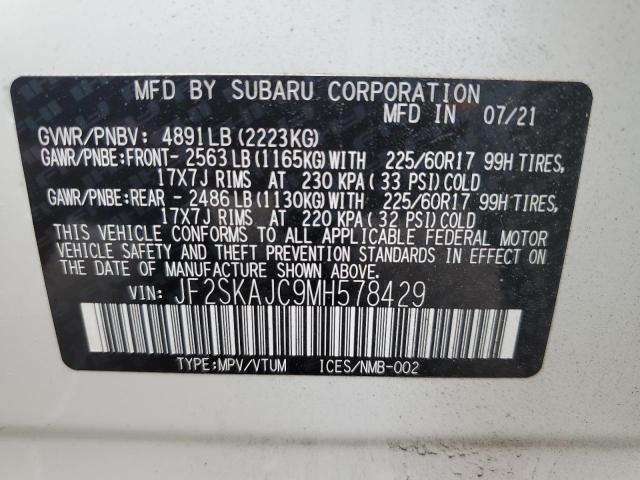 MFD BY SUBARU CORPORATION
MFD IN 07/21
GVWR/PNBV: 4891LB (2223KG)
GAWR/PNBE:FRONT- 2563 LB (1165KG) WITH 225/60R17 99H TIRES,
17X7J RIMS AT 230 KPA ( 33 PSI) COLD
GAWR/PNBE:REAR - 2486 LB (1130KG) WITH 225/60R17 99H TIRES,
17X7J RIMS AT 220 KPA ( 32 PSI) COLD
THIS VEHICLE CONFORMS TO ALL APPLICABLE FEDERAL MOTOR
VEHICLE SAFETY AND THEFT PREVENTION STANDARDS IN EFFECT ON
THE DATE OF MANUFACTURE SHOWN ABOVE.
VIN: JF2SKAJC9MH578429
TYPE:MPV/VTUM ICES/NMB-002